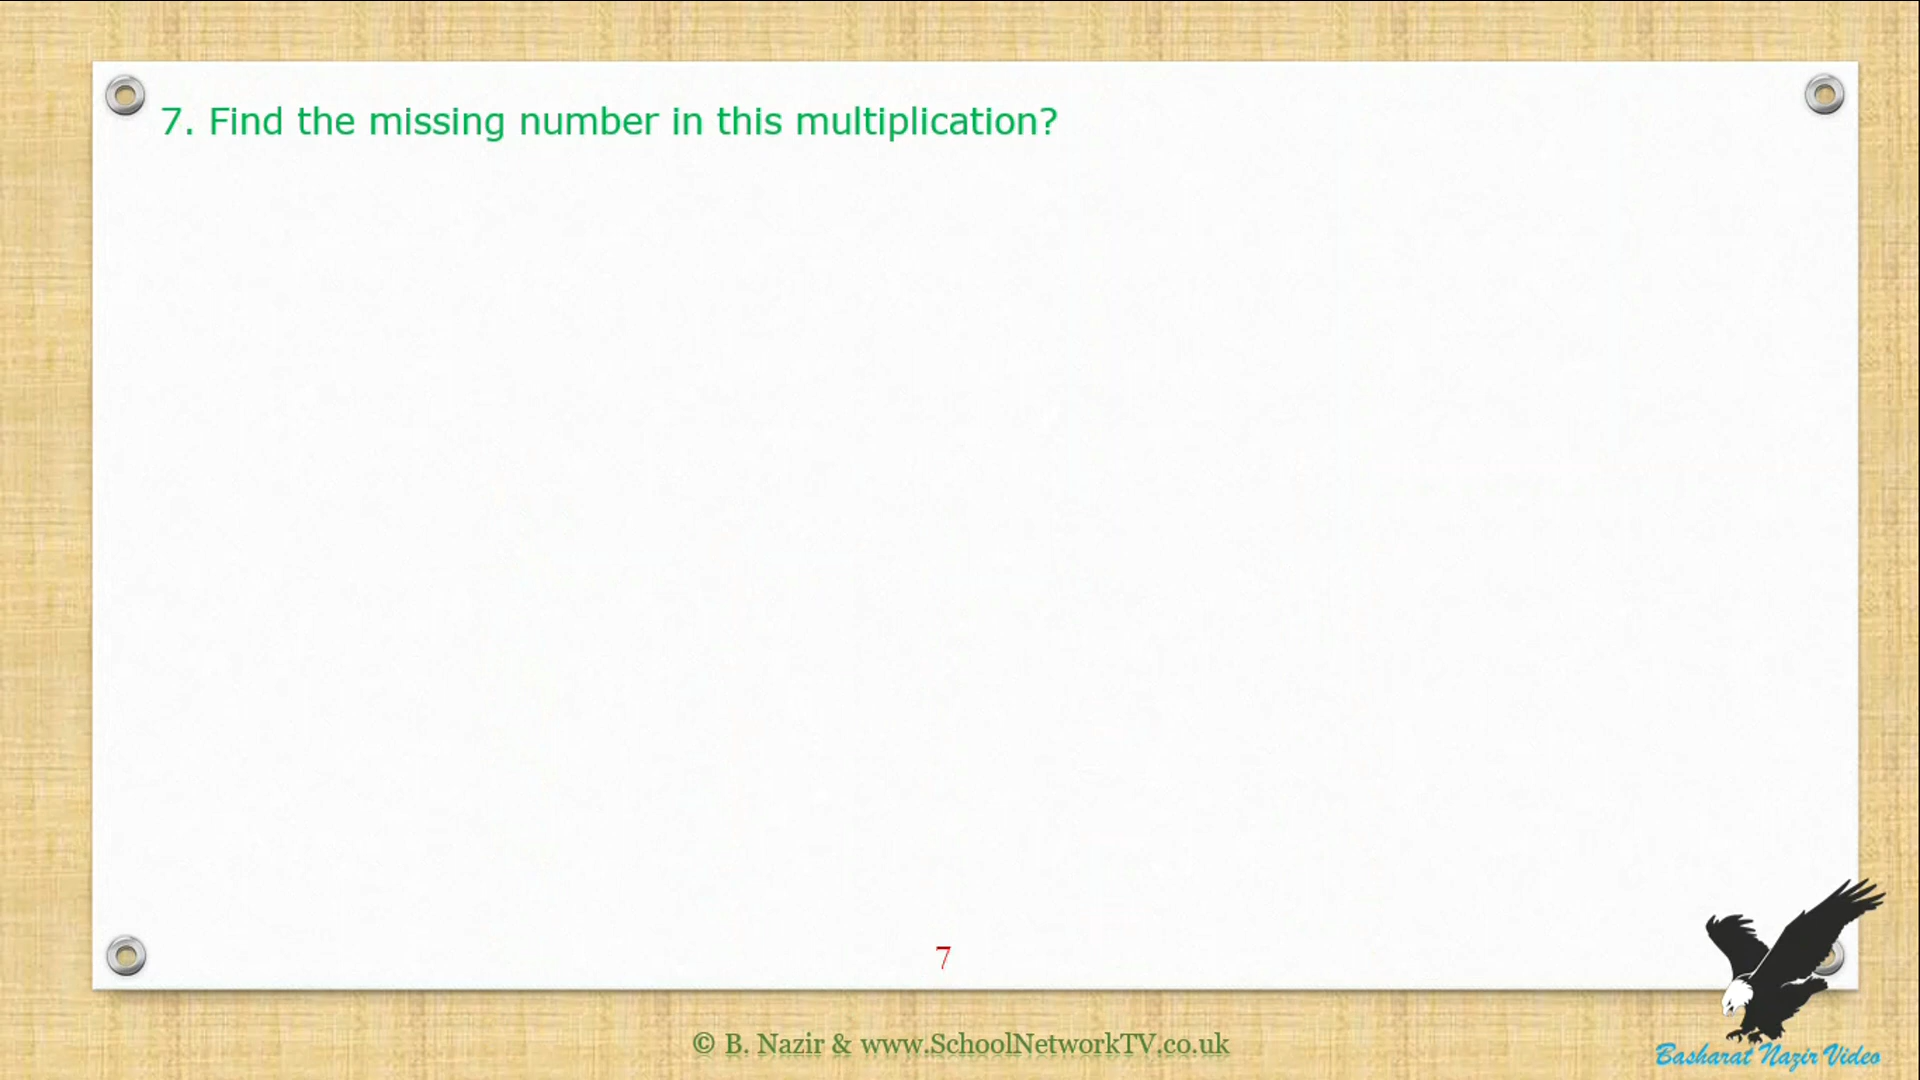 7. Find the missing number in this multiplication?
7
© B. Nazir & www.SchoolNetworkTV.co.uk
Basharat Nazir Video